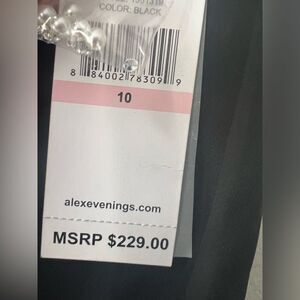 COLOR: BLACK
8 84002 78309 9
10
alexevenings.com
MSRP $229.00